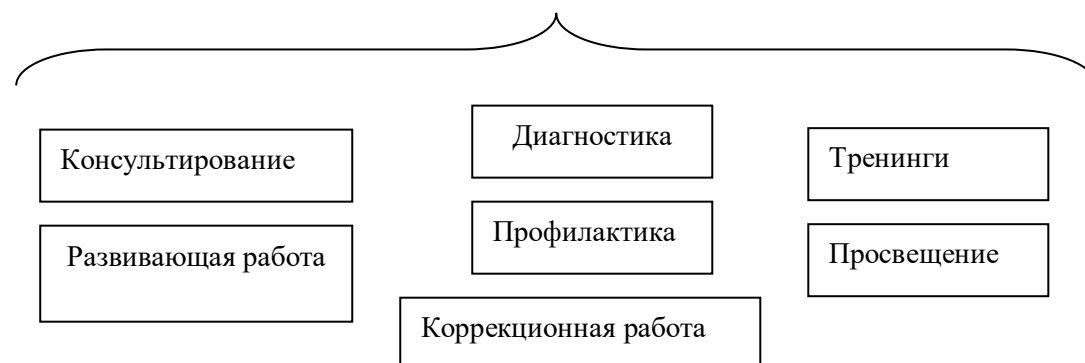 Консультирование
Диагностика
Тренинги
Развивающая работа
Профилактика
Просвещение
Коррекционная работа